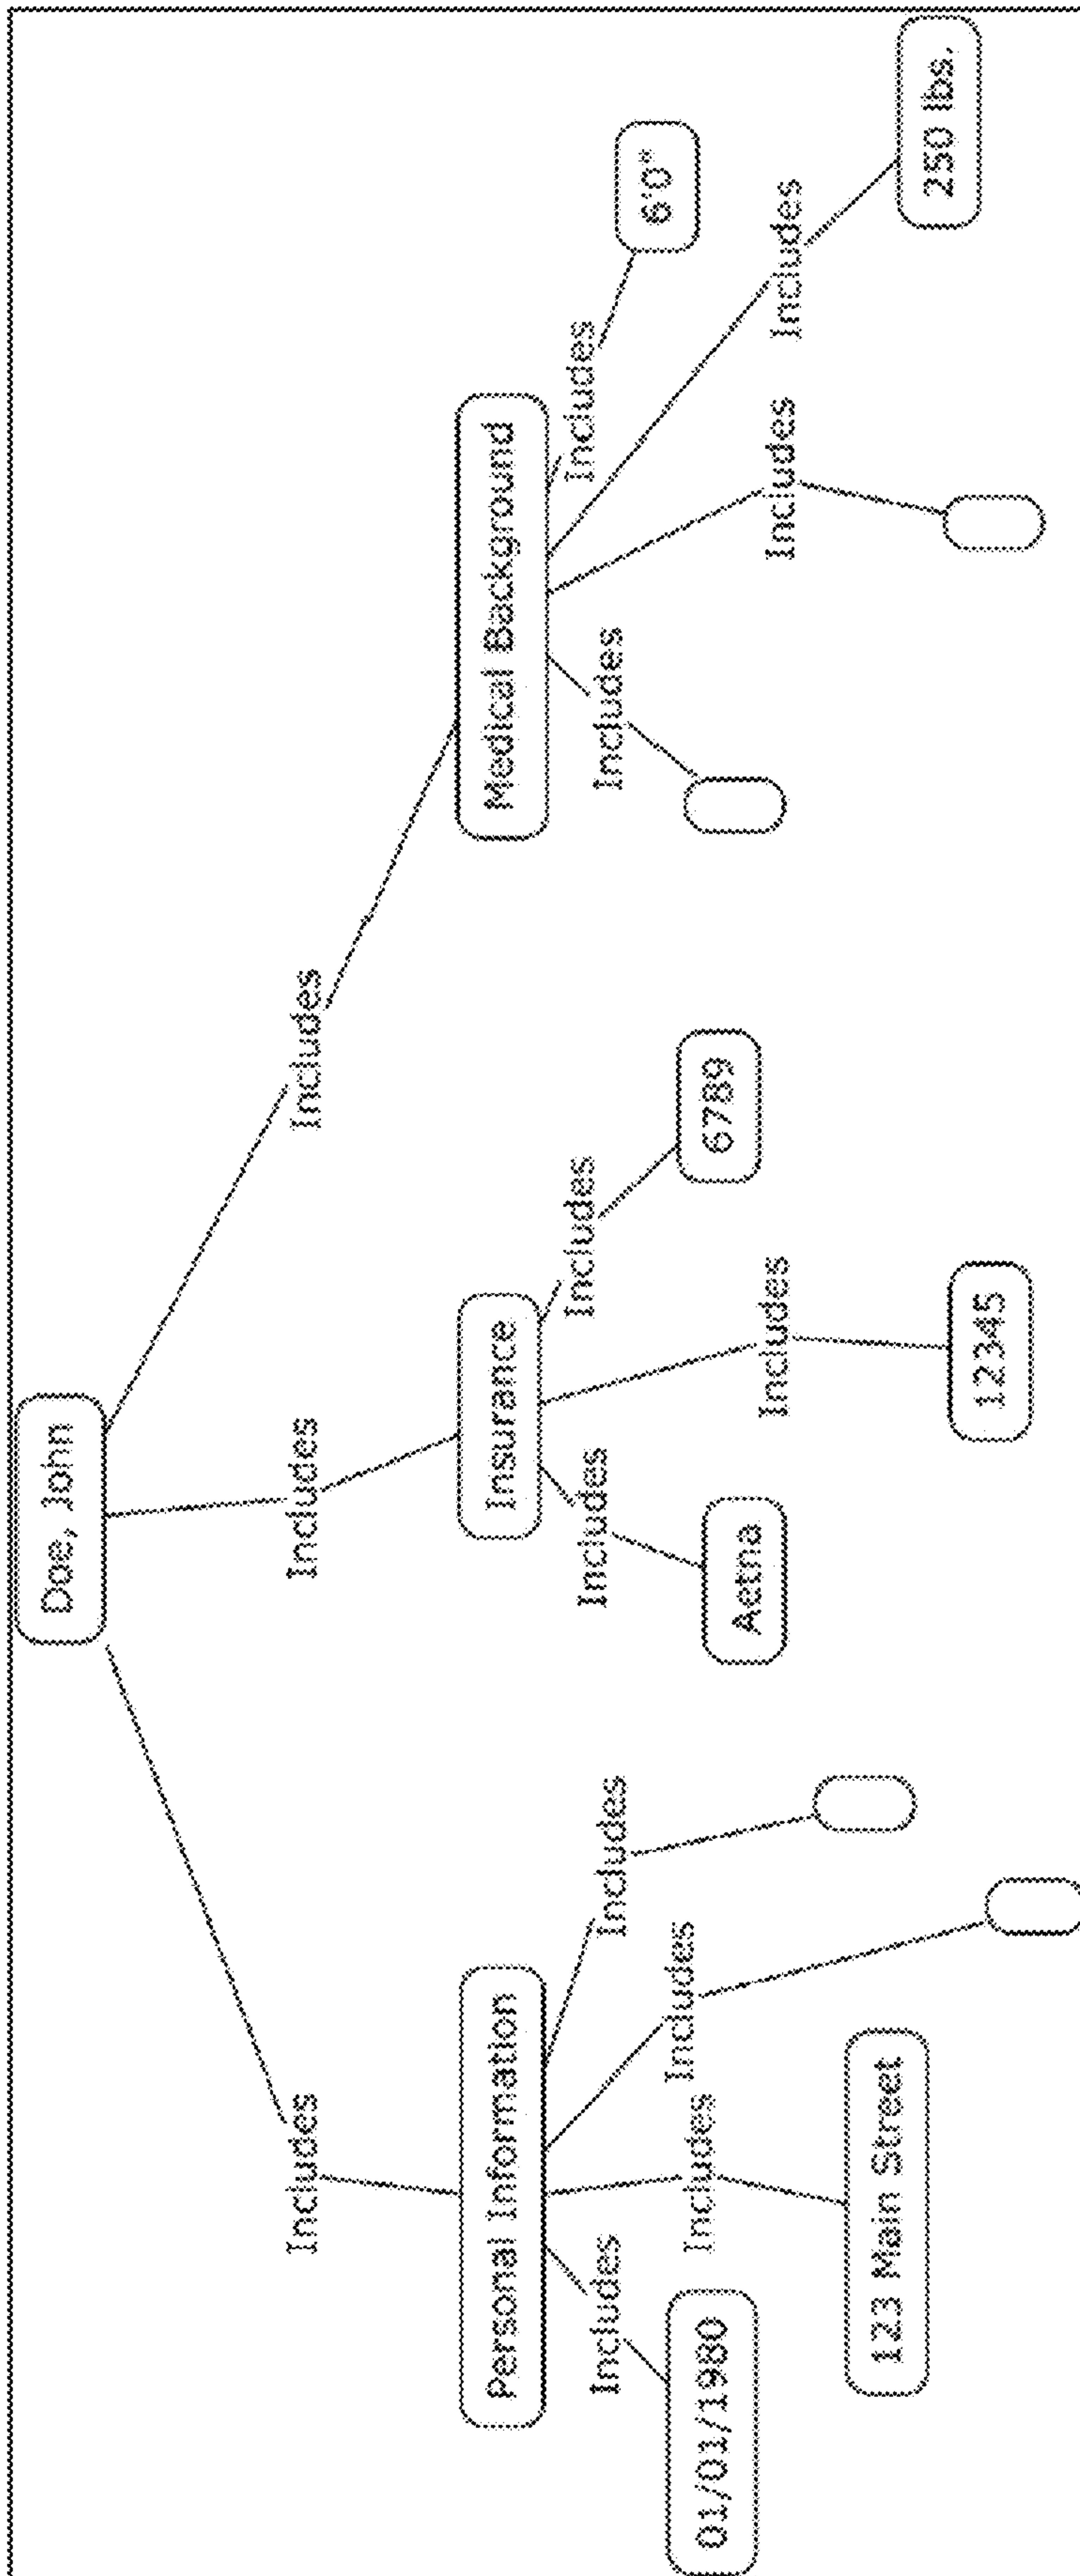 Doe, John
Includes
Includes
Includes
Personal Information
Insurance
Medical Background
Includes
Includes
Includes
Includes
Includes
Includes
Includes
Includes
Includes
Includes
Includes
01/01/1980
123 Main Street
Aetna
12345
6789
6'0"
250 lbs.